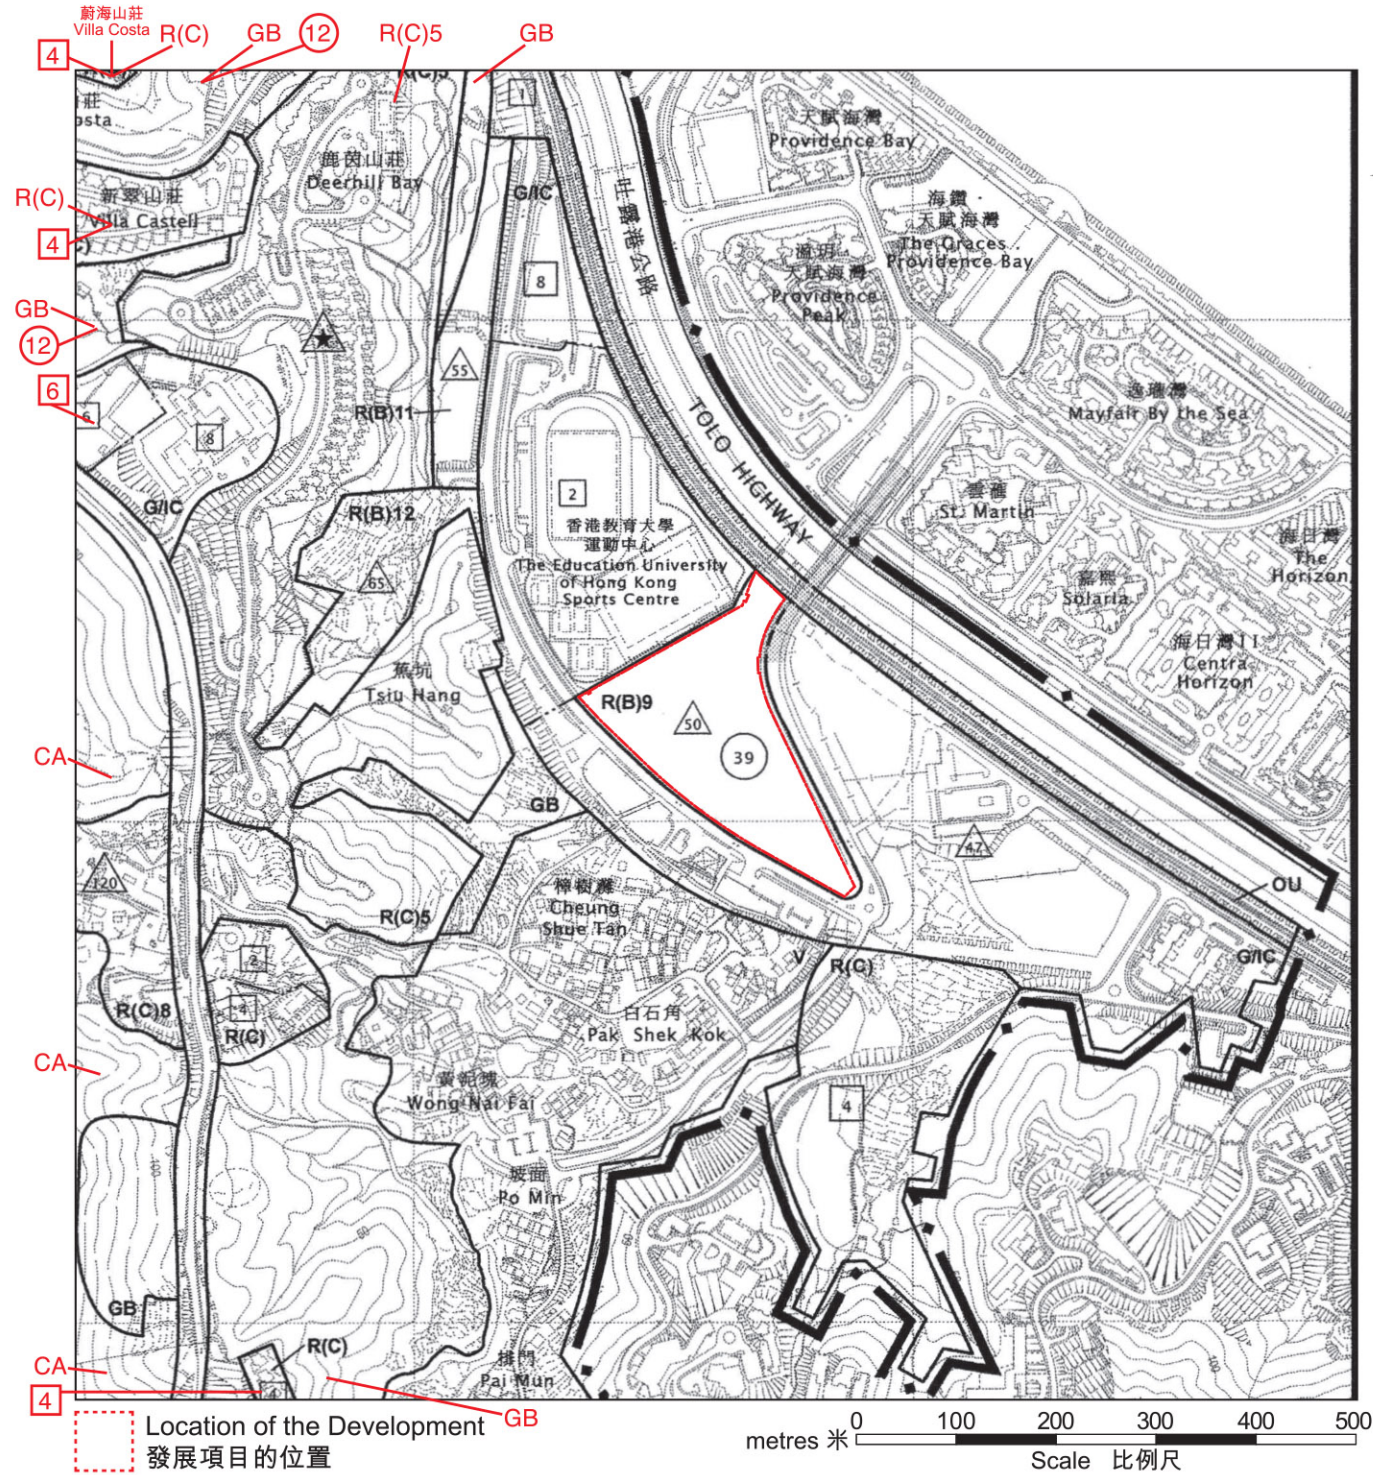 蔚海山莊
Villa Costa
R(C)
GB
12
R(C)5
GB
4
莊
osta
1
天賦海灣
Providence Bay
鹿茵山莊
Deerhill Bay
G/IC
吐露港公路
新翠山莊
Villa Castell
R(C)
4
海鑽．
天賦海灣
The Graces .
Providence Bay
溋玥．
天賦海灣
Providence
Peak
8
GB
12
55
6
6
8
R(B)11
逸瓏灣
Mayfair By the Sea
TOLO HIGHWAY
G/IC
R(B)12
2
香港教育大學
運動中心
The Education University
of Hong Kong
Sports Centre
雲滙
St. Martin
海日灣
The
Horizon
65
嘉熙
Solaria
蕉坑
Tsiu Hang
海日灣II
Centra
Horizon
R(B)9
50
39
CA
GB
47
120
樟樹灘
Cheung
Shue Tan
OU
R(C)5
2
V
R(C)
G/IC
R(C)8
4
R(C)
白石角
Pak Shek Kok
CA
黃泥墩
Wong Nai Fai
4
100
坡面
Po Min
GB
R(C)
CA
排門
Pai Mun
100
4
4
GB
Location of the Development
發展項目的位置
metres 米
0 100 200 300 400 500
Scale 比例尺